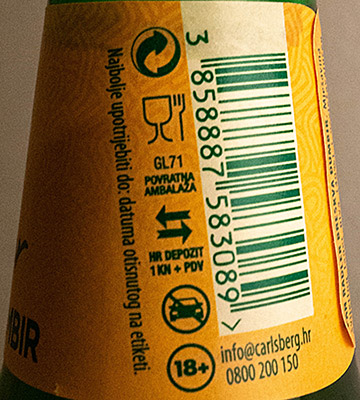 Najbolje upotrijebiti do: datuma otisnutog na etiketi.
GL71
POVRATNA
AMBALAŽA
HR DEPOZIT
1 KN + PDV
18+
3 858887 583089 >
info@carlsberg.hr
0800 200 150